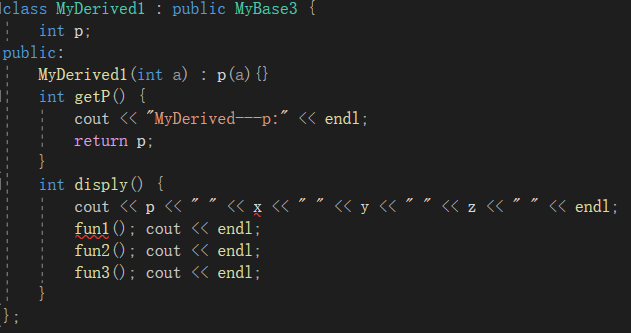 class MyDerived1 : public MyBase3 {
    int p;
public:
    MyDerived1(int a) : p(a){}
    int getP() {
        cout << "MyDerived---p:" << endl;
        return p;
    }
    int disply() {
        cout << p << " " << x << " " << y << " " << z << " " << endl;
        fun1(); cout << endl;
        fun2(); cout << endl;
        fun3(); cout << endl;
    }
};